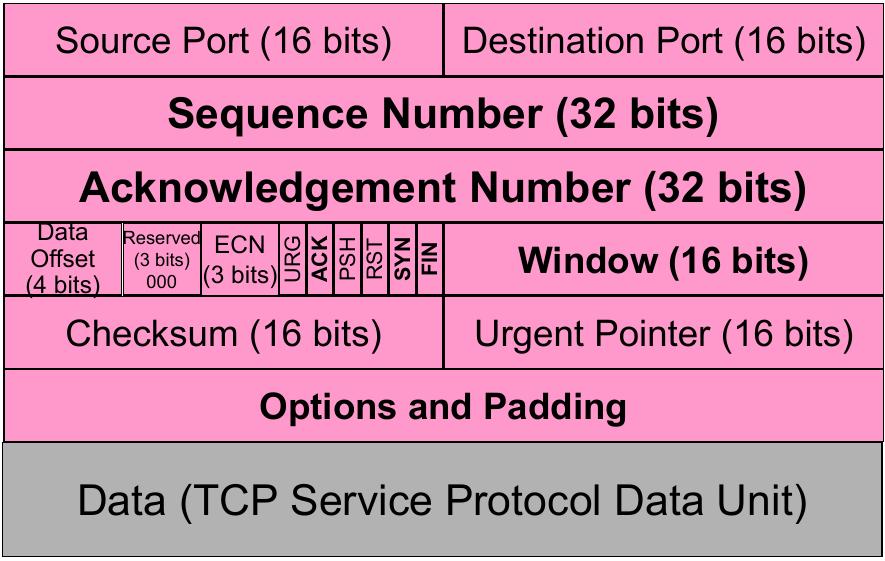 Source Port (16 bits)
Destination Port (16 bits)
Sequence Number (32 bits)
Acknowledgement Number (32 bits)
Data
Offset
(4 bits)
Reserved
(3 bits)
000
ECN
(3 bits)
URG
ACK
PSH
RST
SYN
FIN
Window (16 bits)
Checksum (16 bits)
Urgent Pointer (16 bits)
Options and Padding
Data (TCP Service Protocol Data Unit)